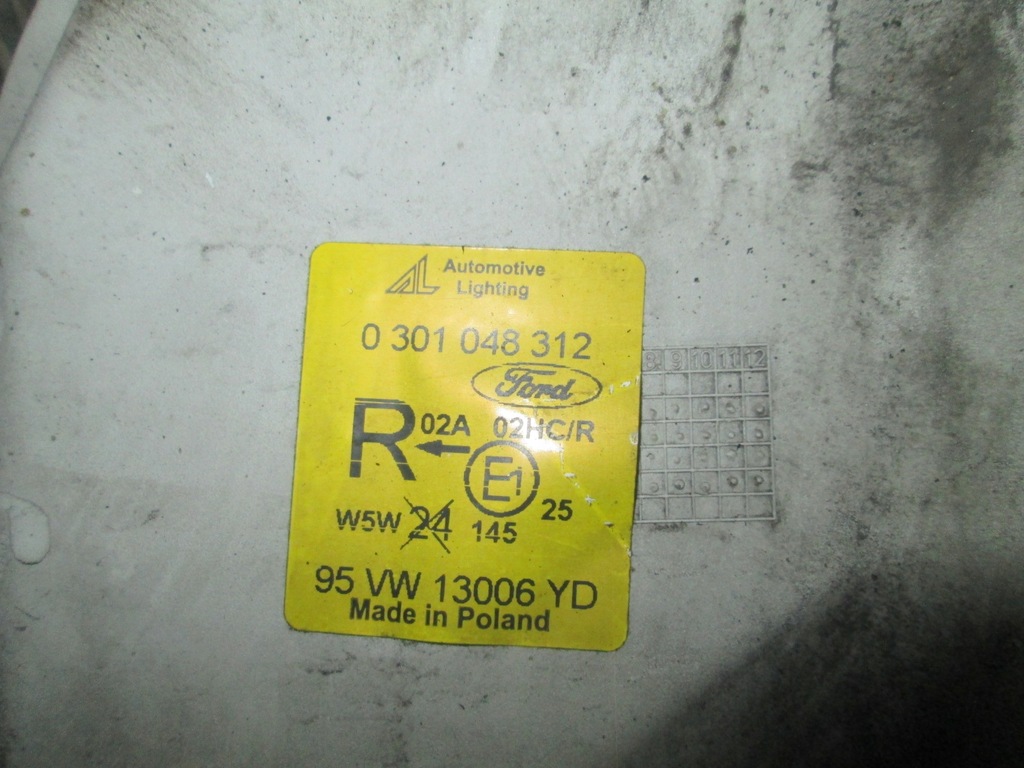 AL Automotive
Lighting
0 301 048 312
Ford
R 02A 02HC/R
E1
W5W 24 145 25
95 VW 13006 YD
Made in Poland
8 9 10 11 12